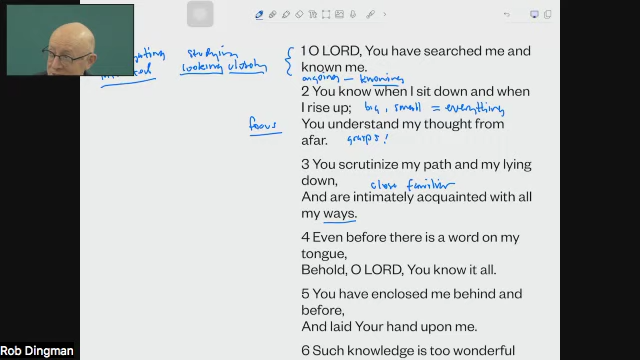 studying
looking closely
1 O LORD, You have searched me and
known me.
ongoing - knowing
2 You know when I sit down and when
I rise up; big, small = everything
focus You understand my thought from
afar. grasps!
3 You scrutinize my path and my lying
down,
close familiar
And are intimately acquainted with all
my ways.
4 Even before there is a word on my
tongue,
Behold, O LORD, You know it all.
5 You have enclosed me behind and
before,
And laid Your hand upon me.
6 Such knowledge is too wonderful
Rob Dingman